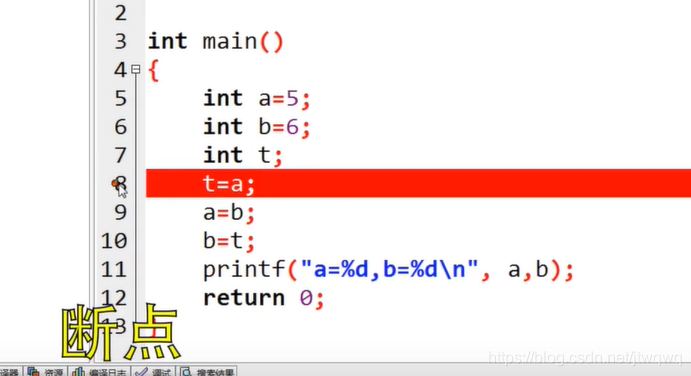 2
3 int main()
4 {
5 int a=5;
6 int b=6;
7 int t;
8 t=a;
9 a=b;
10 b=t;
11 printf("a=%d,b=%d\n", a,b);
12 return 0;
13
断点
译器 资源 编译日志 调试 搜索结果
https://blog.csdn.net/jlwqwq